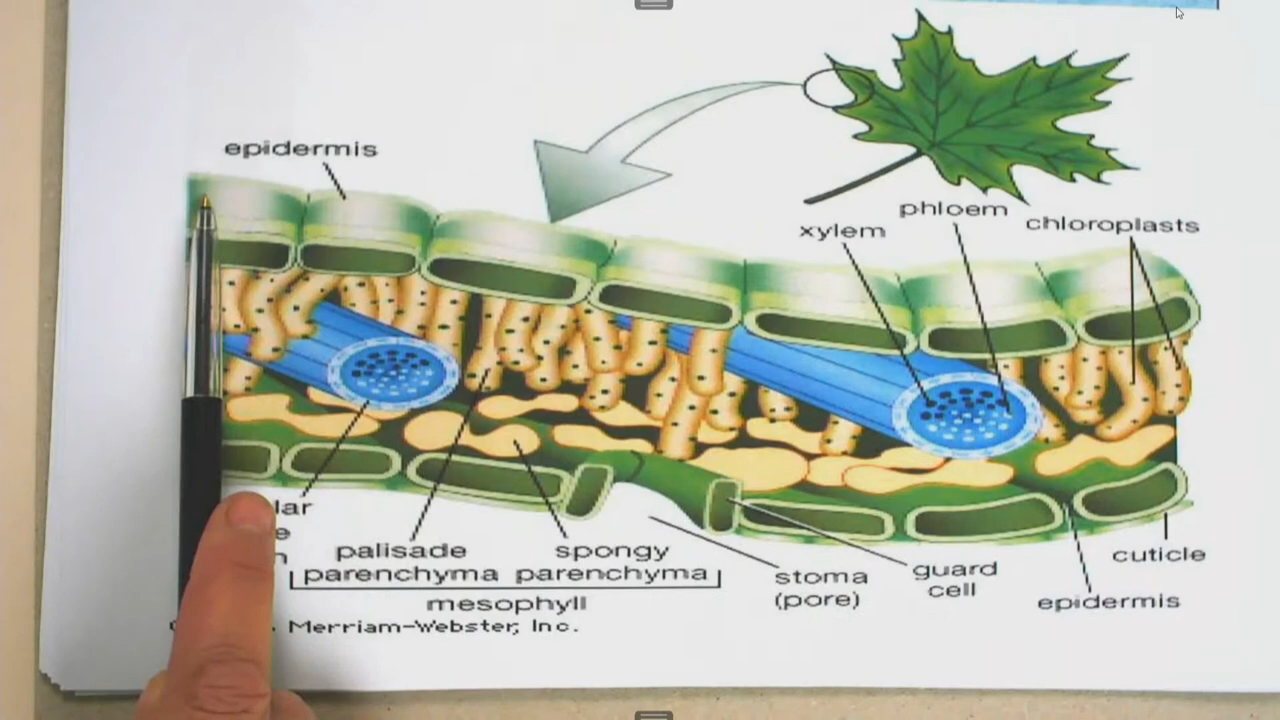 epidermis
phloem
xylem
chloroplasts
palisade
parenchyma
spongy
parenchyma
mesophyll
stoma
(pore)
guard
cell
epidermis
cuticle
Merriam-Webster, Inc.